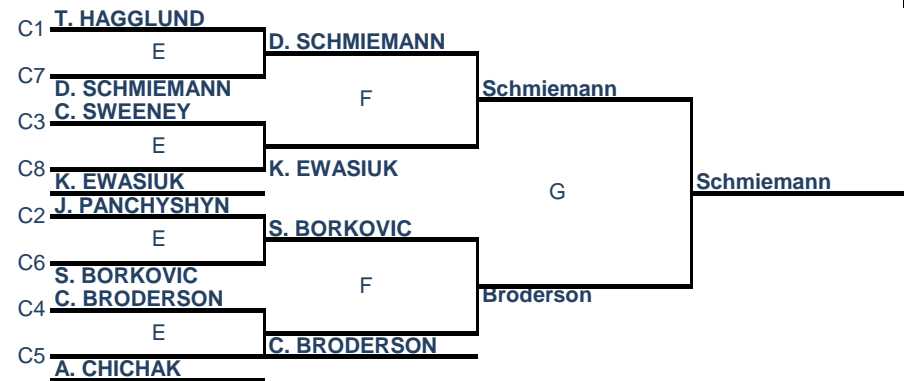 C1 T. HAGGLUND
E
D. SCHMIEMANN
C7
D. SCHMIEMANN
F
Schmiemann
C3 C. SWEENEY
E
C8
K. EWASIUK
K. EWASIUK
G
Schmiemann
C2 J. PANCHYSHYN
E
S. BORKOVIC
C6
S. BORKOVIC
F
Broderson
C4 C. BRODERSON
E
C. BRODERSON
C5
A. CHICHAK